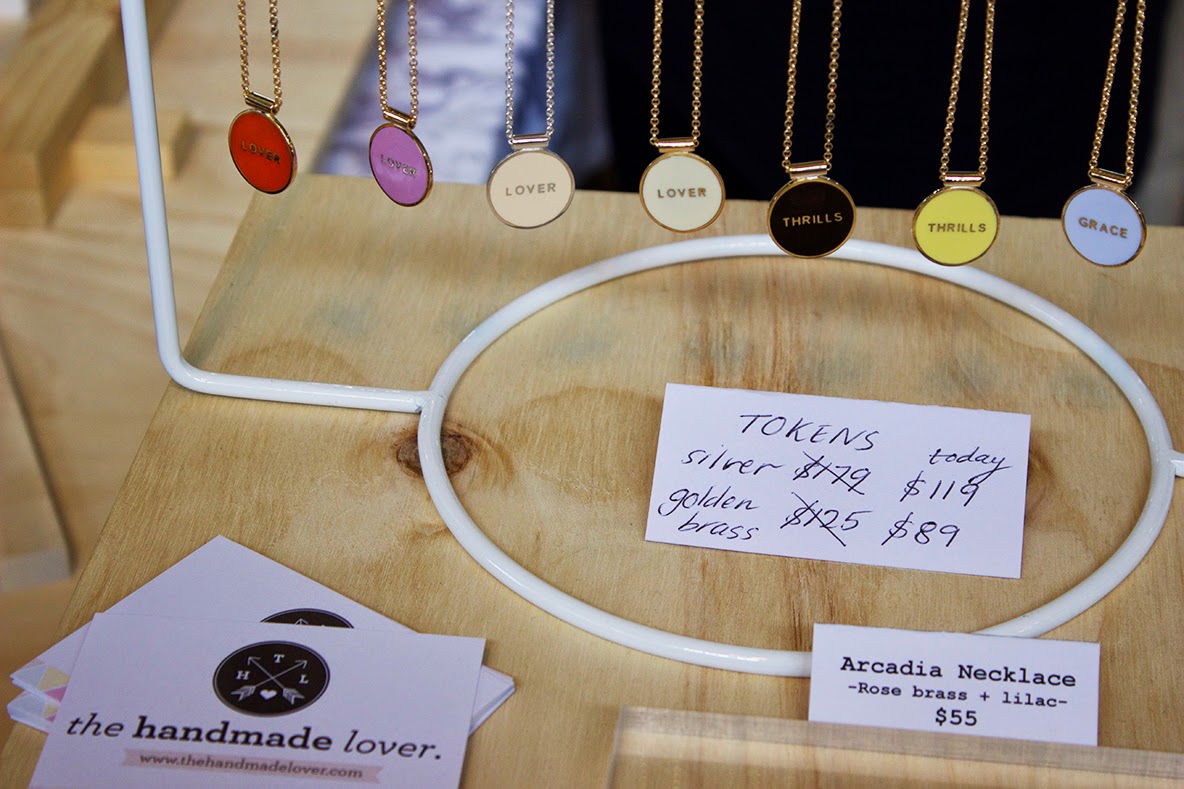 LOVER
LOVER
LOVER
LOVER
THRILLS
THRILLS
GRACE
TOKENS
today
silver $179 $119
golden
brass $125 $89
T
H L
the handmade lover.
www.thehandmadelover.com
Arcadia Necklace
-Rose brass + lilac-
$55